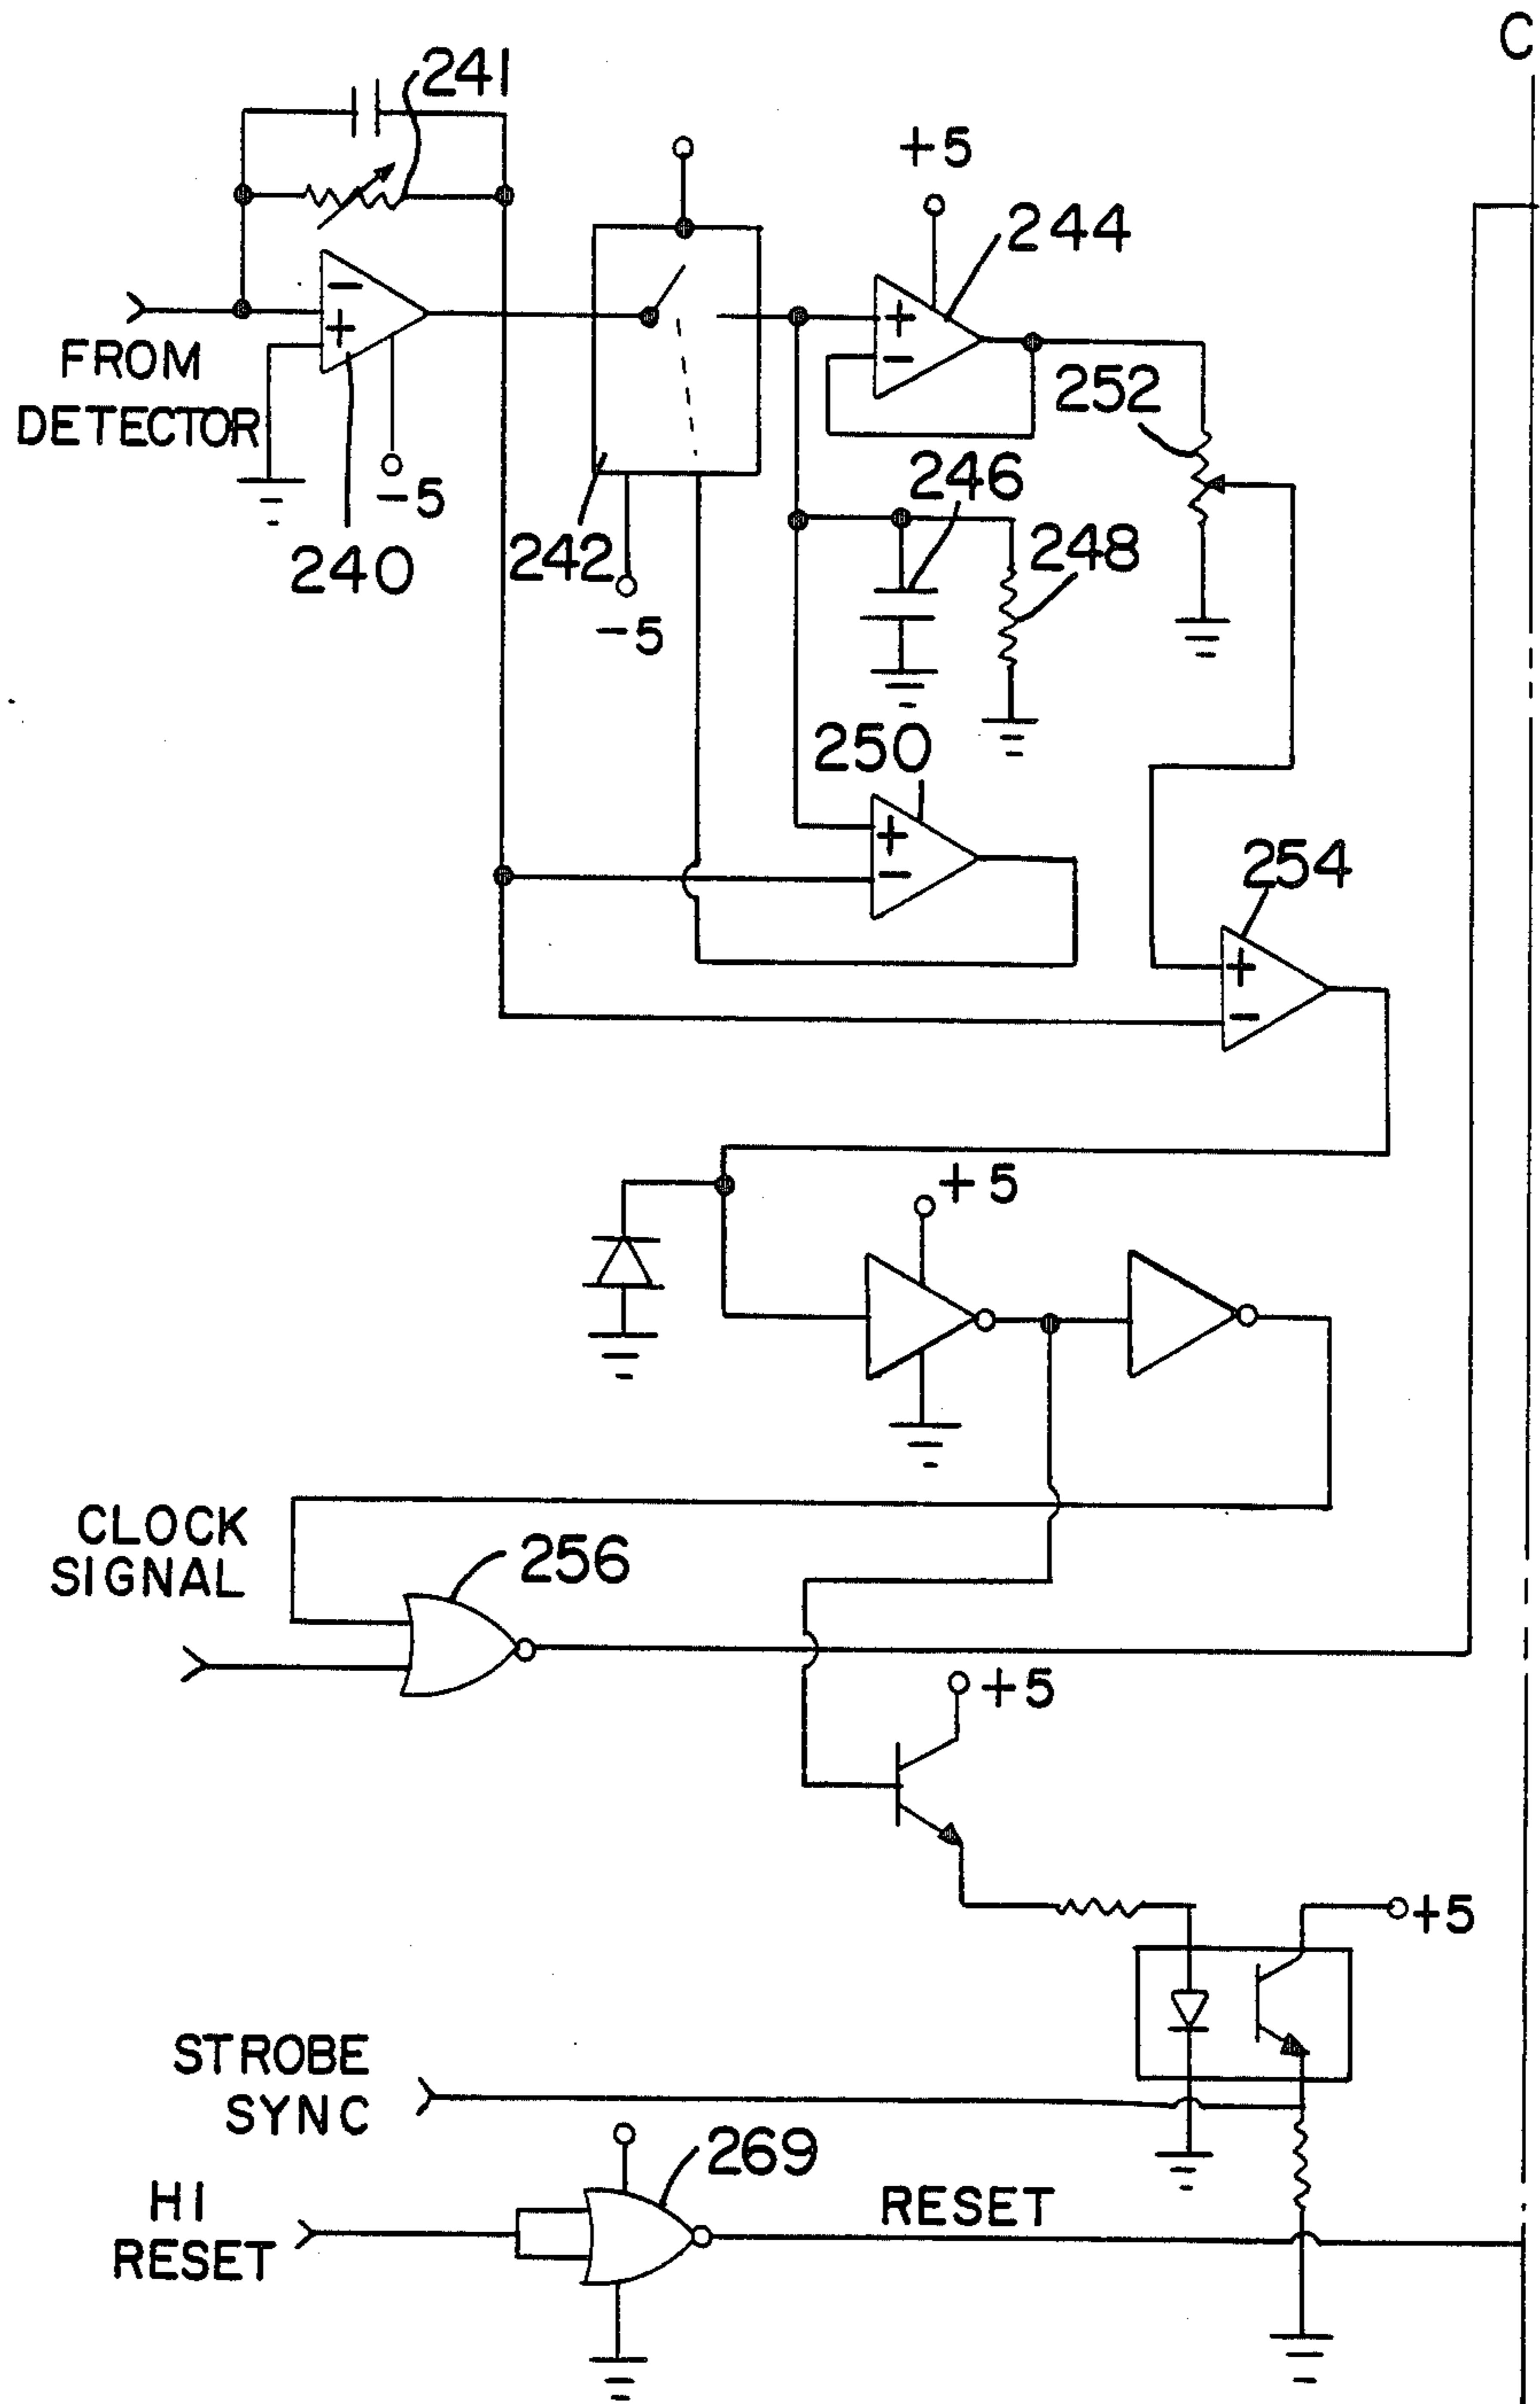 C
241
+5
244
FROM
DETECTOR
-
+
240
-5
242
-5
+
-
252
246
248
250
+
-
254
+
-
+5
CLOCK
SIGNAL
256
+5
+5
STROBE
SYNC
269
HI
RESET
RESET